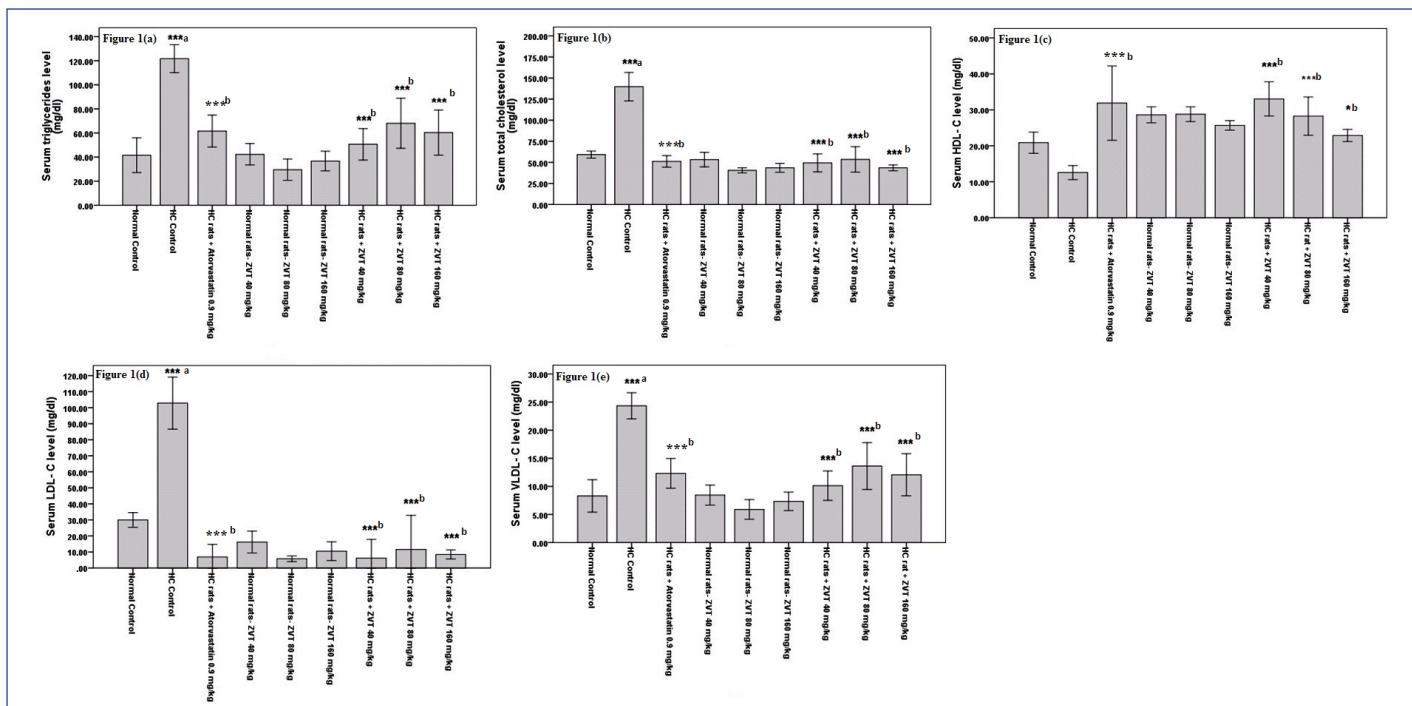 Figure 1(a)
Serum triglycerides level
(mg/dl)
140.00
120.00
100.00
80.00
60.00
40.00
20.00
0.00
***a
***b
***b
***b
***b
Normal Control
HC Control
HC rats + Atorvastatin 0.9 mg/kg
Normal rats- ZVT 40 mg/kg
Normal rats- ZVT 80 mg/kg
Normal rats- ZVT 160 mg/kg
HC rats + ZVT 40 mg/kg
HC rats + ZVT 80 mg/kg
HC rats + ZVT 160 mg/kg
Figure 1(b)
Serum total cholesterol level
(mg/dl)
200.00
175.00
150.00
125.00
100.00
75.00
50.00
25.00
0.00
***a
***b
***b
***b
***b
Normal Control
HC Control
HC rats + Atorvastatin 0.9 mg/kg
Normal rats- ZVT 40 mg/kg
Normal rats- ZVT 80 mg/kg
Normal rats- ZVT 160 mg/kg
HC rats + ZVT 40 mg/kg
HC rats + ZVT 80 mg/kg
HC rats + ZVT 160 mg/kg
Figure 1(c)
Serum HDL- C level (mg/dl)
50.00
40.00
30.00
20.00
10.00
0.00
***b
***b
***b
*b
Normal Control
HC Control
HC rats + Atorvastatin 0.9 mg/kg
Normal rats- ZVT 40 mg/kg
Normal rats- ZVT 80 mg/kg
Normal rats- ZVT 160 mg/kg
HC rats + ZVT 40 mg/kg
HC rat + ZVT 80 mg/kg
HC rats + ZVT 160 mg/kg
Figure 1(d)
Serum LDL- C level (mg/dl)
120.00
110.00
100.00
90.00
80.00
70.00
60.00
50.00
40.00
30.00
20.00
10.00
.00
*** a
*** b
***b
***b
*** b
Normal Control
HC Control
HC rats + Atorvastatin 0.9 mg/kg
Normal rats- ZVT 40 mg/kg
Normal rats- ZVT 80 mg/kg
Normal rats- ZVT 160 mg/kg
HC rats + ZVT 40 mg/kg
HC rats + ZVT 80 mg/kg
HC rats + ZVT 160 mg/kg
Figure 1(e)
Serum VLDL- C level (mg/dl)
30.00
25.00
20.00
15.00
10.00
5.00
0.00
*** a
***b
***b
***b
*** b
Normal Control
HC Control
HC rats + Atorvastatin 0.9 mg/kg
Normal rats- ZVT 40 mg/kg
Normal rats- ZVT 80 mg/kg
Normal rats- ZVT 160 mg/kg
HC rats + ZVT 40 mg/kg
HC rats + ZVT 80 mg/kg
HC rat + ZVT 160 mg/kg